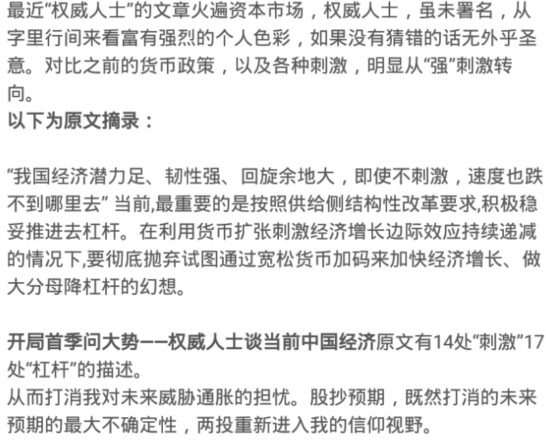 最近“权威人士”的文章火遍资本市场，权威人士，虽未署名，从
字里行间来看富有强烈的个人色彩，如果没有猜错的话无外乎圣
意。对比之前的货币政策，以及各种刺激，明显从“强”刺激转
向。
以下为原文摘录：
“我国经济潜力足、韧性强、回旋余地大，即使不刺激，速度也跌
不到哪里去” 当前,最重要的是按照供给侧结构性改革要求,积极稳
妥推进去杠杆。在利用货币扩张刺激经济增长边际效应持续递减
的情况下,要彻底抛弃试图通过宽松货币加码来加快经济增长、做
大分母降杠杆的幻想。
开局首季问大势——权威人士谈当前中国经济原文有14处“刺激”17
处“杠杆”的描述。
从而打消我对未来威胁通胀的担忧。股抄预期，既然打消的未来
预期的最大不确定性，两投重新进入我的信仰视野。